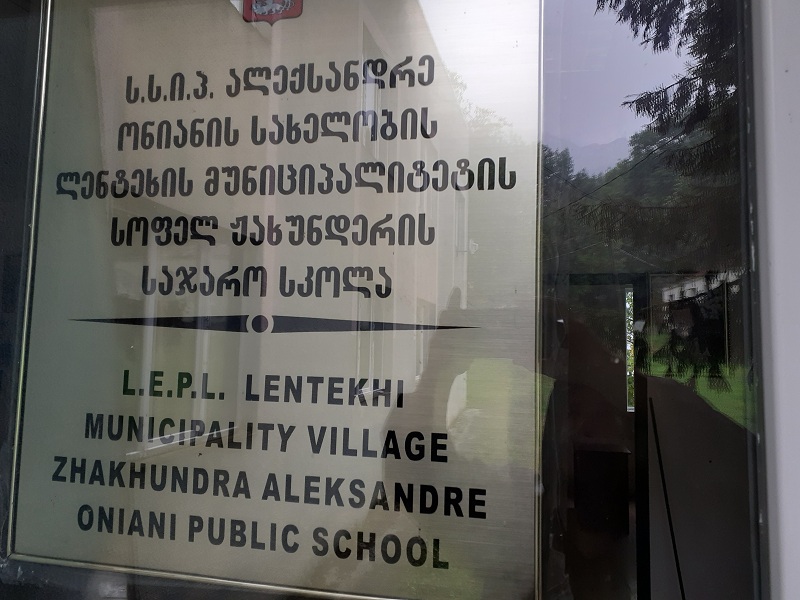 ს.ს.ი.პ. ალექსანდრე
ონიანის სახელობის
ლენტეხის მუნიციპალიტეტის
სოფელ ჟახუნდერის
საჯარო სკოლა
L.E.P.L. LENTEKHI
MUNICIPALITY VILLAGE
ZHAKHUNDRA ALEKSANDRE
ONIANI PUBLIC SCHOOL